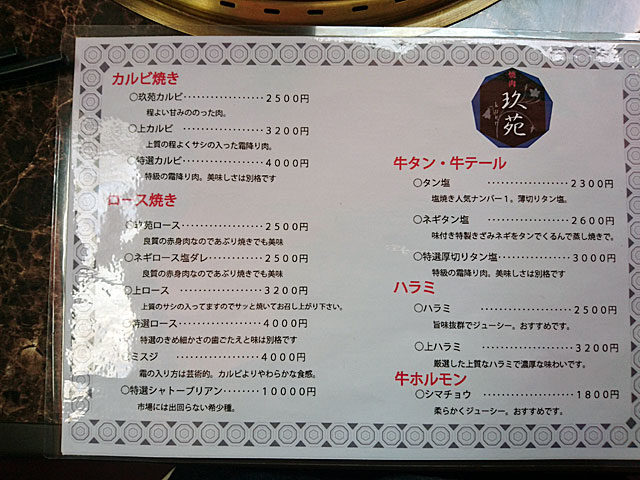 カルビ焼き
○玖苑カルビ‥‥‥‥‥‥‥2500円
程よい甘みののった肉。
○上カルビ ‥‥‥‥‥‥‥3200円
上質の程よくサシの入った霜降り肉。
○特選カルビ‥‥‥‥‥‥‥4000円
特級の霜降り肉。美味しさは別格です
ロース焼き
○玖苑ロース‥‥‥‥‥‥‥2500円
良質の赤身肉なのであぶり焼きでも美味
○ネギロース塩ダレ‥‥‥‥2500円
良質の赤身肉なのであぶり焼きでも美味
○上ロース ‥‥‥‥‥‥‥3200円
上質のサシの入ってますのでサッと焼いてお召し上がり下さい。
○特選ロース‥‥‥‥‥‥‥4000円
特選のきめ細かさの歯ごたえと味は別格です
○ミスジ ‥‥‥‥‥‥‥4000円
霜の入り方は芸術的。カルビよりやわらかな食感。
○特選シャトーブリアン‥‥‥10000円
市場には出回らない希少種。
焼肉
玖苑
牛タン・牛テール
○タン塩 ‥‥‥‥‥‥‥2300円
塩焼き人気ナンバー1。薄切りタン塩。
○ネギタン塩 ‥‥‥‥‥‥‥2600円
味付き特製きざみネギをタンでくるんで蒸し焼きで。
○特選厚切りタン塩‥‥‥‥‥3000円
特級の霜降り肉。美味しさは別格です
ハラミ
○ハラミ ‥‥‥‥‥‥‥2500円
旨味抜群でジューシー。おすすめです。
○上ハラミ ‥‥‥‥‥‥‥3200円
厳選した上質なハラミで濃厚な味わいです。
牛ホルモン
○シマチョウ ‥‥‥‥‥‥‥1800円
柔らかくジューシー。おすすめです。